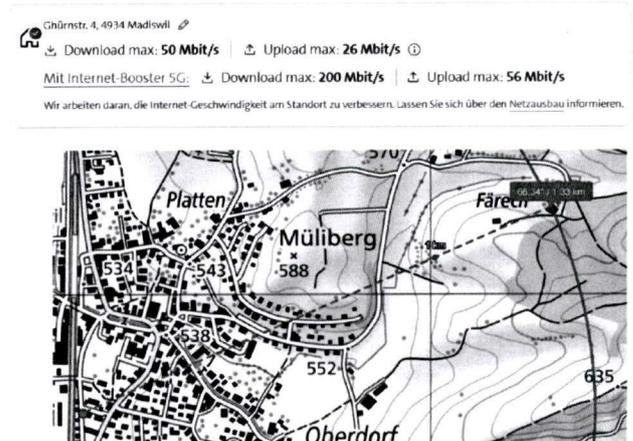 Ghürnstr. 4, 4934 Madiswil
Download max: 50 Mbit/s Upload max: 26 Mbit/s
Mit Internet-Booster 5G: Download max: 200 Mbit/s Upload max: 56 Mbit/s
Wir arbeiten daran, die Internet-Geschwindigkeit am Standort zu verbessern. Lassen Sie sich über den Netzausbau informieren.
570
Platten
Färech
Müliberg
1 km
534
543
588
538
552
635
Oberdorf